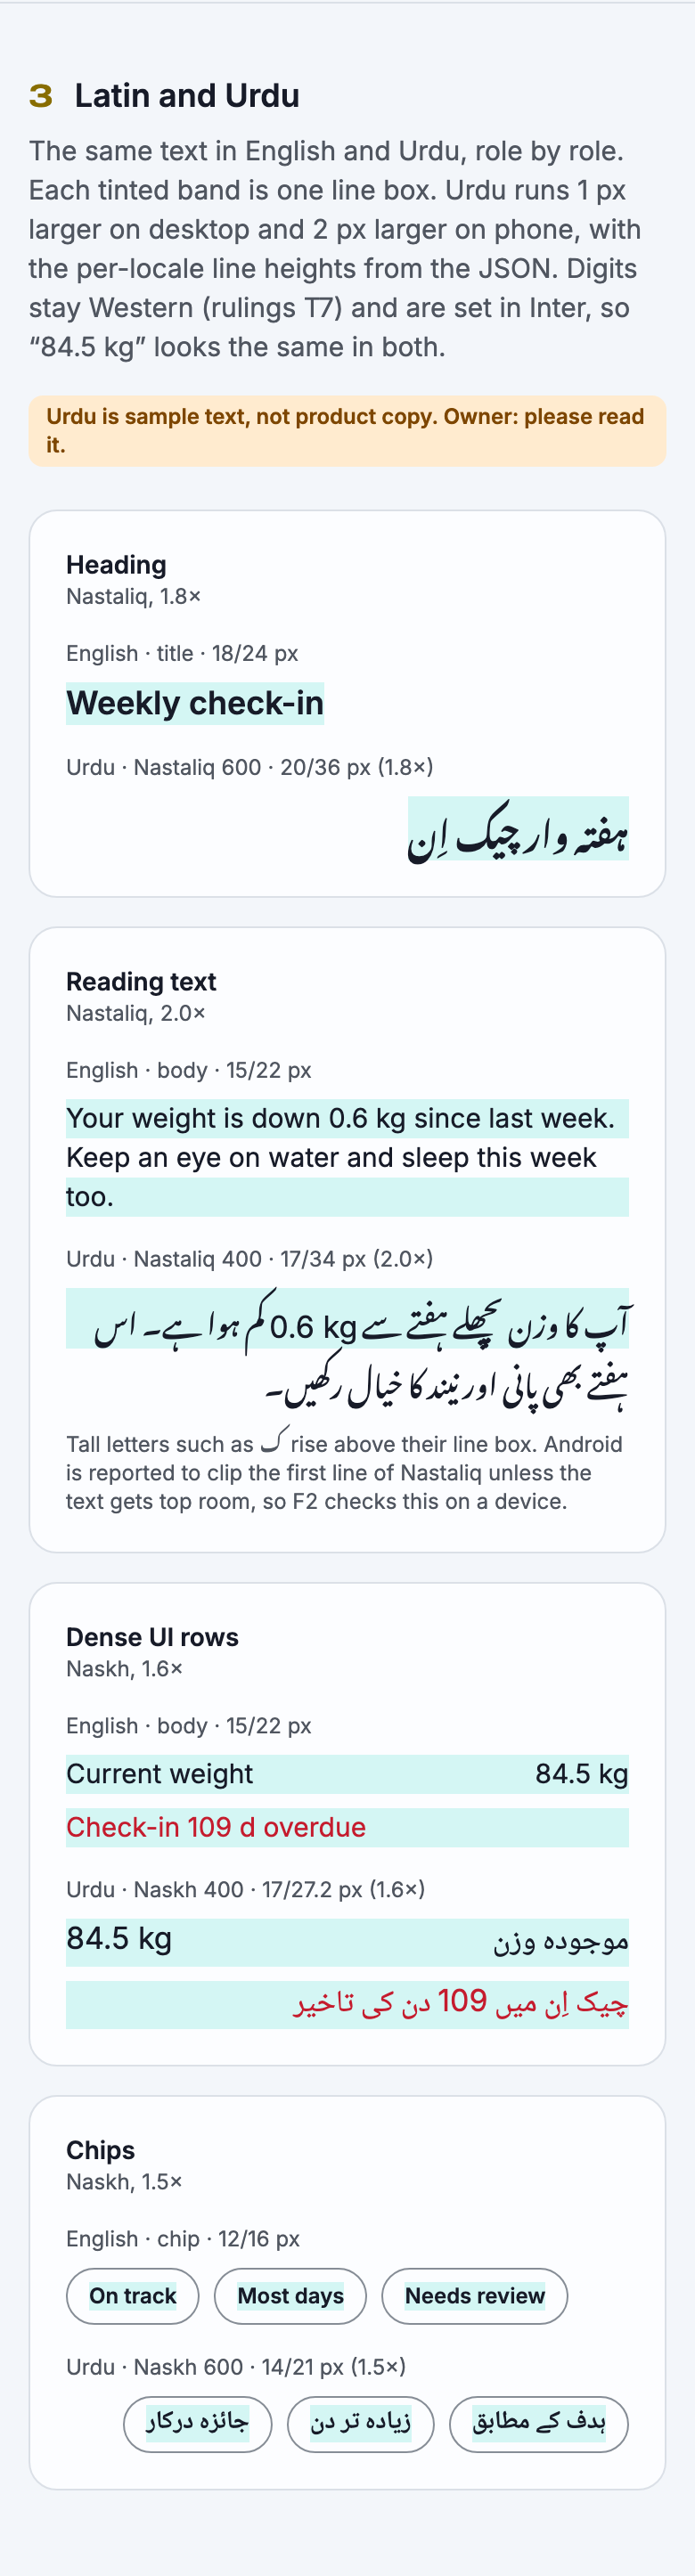 3 Latin and Urdu
The same text in English and Urdu, role by role.
Each tinted band is one line box. Urdu runs 1 px
larger on desktop and 2 px larger on phone, with
the per-locale line heights from the JSON. Digits
stay Western (rulings T7) and are set in Inter, so
“84.5 kg” looks the same in both.
Urdu is sample text, not product copy. Owner: please read
it.
Heading
Nastaliq, 1.8×
English · title · 18/24 px
Weekly check-in
Urdu · Nastaliq 600 · 20/36 px (1.8×)
ہفتہ وار چیک اِن
Reading text
Nastaliq, 2.0×
English · body · 15/22 px
Your weight is down 0.6 kg since last week.
Keep an eye on water and sleep this week
too.
Urdu · Nastaliq 400 · 17/34 px (2.0×)
آپ کا وزن پچھلے ہفتے سے 0.6 kg کم ہوا ہے۔ اس
ہفتے بھی پانی اور نیند کا خیال رکھیں۔
Tall letters such as ک rise above their line box. Android
is reported to clip the first line of Nastaliq unless the
text gets top room, so F2 checks this on a device.
Dense UI rows
Naskh, 1.6×
English · body · 15/22 px
Current weight 84.5 kg
Check-in 109 d overdue
Urdu · Naskh 400 · 17/27.2 px (1.6×)
موجودہ وزن 84.5 kg
چیک اِن میں 109 دن کی تاخیر
Chips
Naskh, 1.5×
English · chip · 12/16 px
On track Most days Needs review
Urdu · Naskh 600 · 14/21 px (1.5×)
ہدف کے مطابق زیادہ تر دن جائزہ درکار